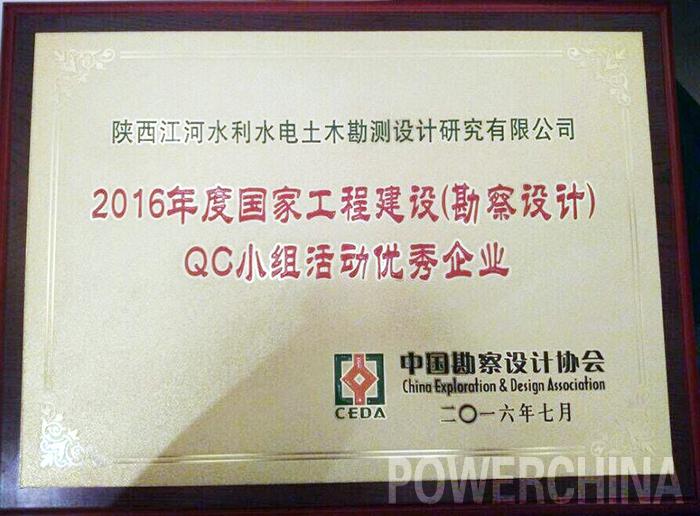 陕西江河水利水电土木勘测设计研究有限公司
2016年度国家工程建设(勘察设计)
QC小组活动优秀企业
CEDA
中国勘察设计协会
China Exploration & Design Association
二〇一六年七月
POWERCHINA